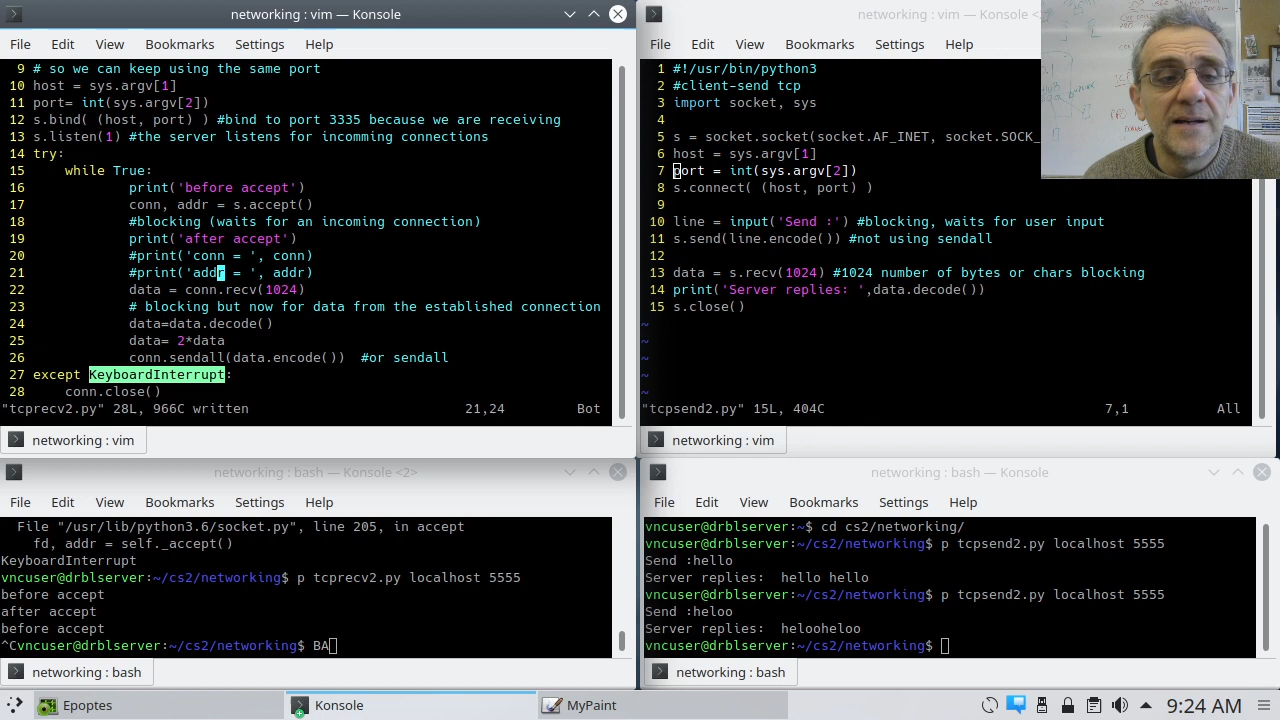 networking : vim — Konsole
File Edit View Bookmarks Settings Help
9 # so we can keep using the same port
10 host = sys.argv[1]
11 port= int(sys.argv[2])
12 s.bind( (host, port) ) #bind to port 3335 because we are receiving
13 s.listen(1) #the server listens for incomming connections
14 try:
15 while True:
16 print('before accept')
17 conn, addr = s.accept()
18 #blocking (waits for an incoming connection)
19 print('after accept')
20 #print('conn = ', conn)
21 #print('addr = ', addr)
22 data = conn.recv(1024)
23 # blocking but now for data from the established connection
24 data=data.decode()
25 data= 2*data
26 conn.sendall(data.encode()) #or sendall
27 except KeyboardInterrupt:
28 conn.close()
"tcprecv2.py" 28L, 966C written 21,24 Bot
networking : vim
networking : vim — Konsole <
File Edit View Bookmarks Settings Help
1 #!/usr/bin/python3
2 #client-send tcp
3 import socket, sys
4
5 s = socket.socket(socket.AF_INET, socket.SOCK_
6 host = sys.argv[1]
7 port = int(sys.argv[2])
8 s.connect( (host, port) )
9
10 line = input('Send :') #blocking, waits for user input
11 s.send(line.encode()) #not using sendall
12
13 data = s.recv(1024) #1024 number of bytes or chars blocking
14 print('Server replies: ',data.decode())
15 s.close()
~
~
~
~
~
"tcpsend2.py" 15L, 404C 7,1 All
networking : vim
networking : bash — Konsole <2>
File Edit View Bookmarks Settings Help
File "/usr/lib/python3.6/socket.py", line 205, in accept
fd, addr = self._accept()
KeyboardInterrupt
vncuser@drblserver:~/cs2/networking$ p tcprecv2.py localhost 5555
before accept
after accept
before accept
^Cvncuser@drblserver:~/cs2/networking$ BA
networking : bash
networking : bash — Konsole
File Edit View Bookmarks Settings Help
vncuser@drblserver:~$ cd cs2/networking/
vncuser@drblserver:~/cs2/networking$ p tcpsend2.py localhost 5555
Send :hello
Server replies:  hello hello
vncuser@drblserver:~/cs2/networking$ p tcpsend2.py localhost 5555
Send :heloo
Server replies:  helooheloo
vncuser@drblserver:~/cs2/networking$
networking : bash
Epoptes Konsole MyPaint 9:24 AM